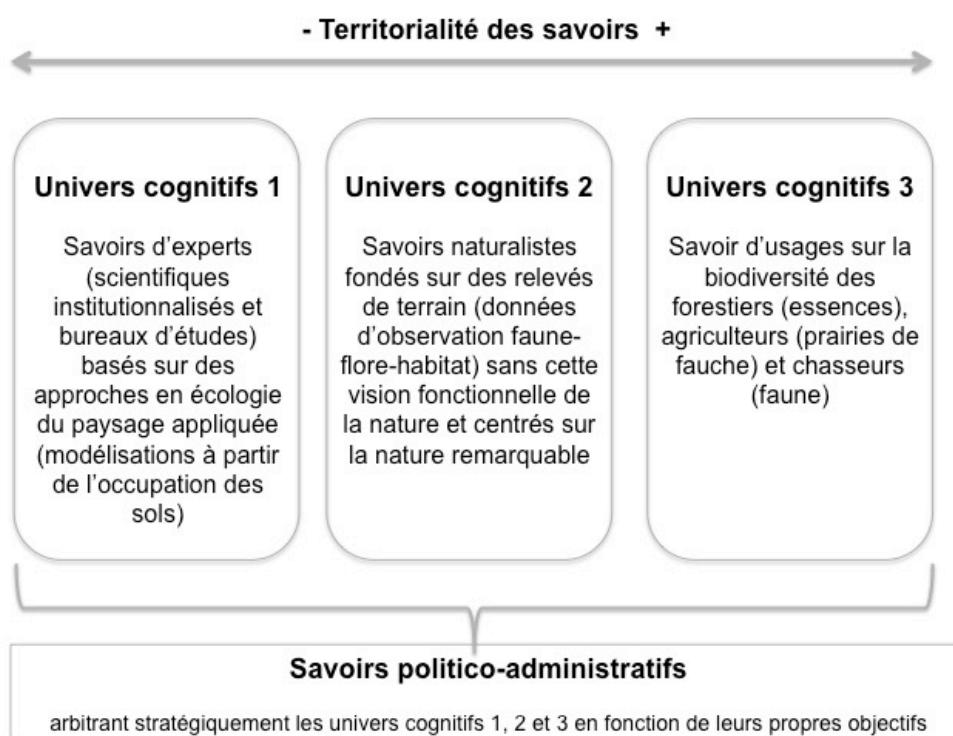 - Territorialité des savoirs +
Univers cognitifs 1
Savoirs d'experts
(scientifiques
institutionnalisés et
bureaux d'études)
basés sur des
approches en écologie
du paysage appliquée
(modélisations à partir
de l'occupation des
sols)
Univers cognitifs 2
Savoirs naturalistes
fondés sur des relevés
de terrain (données
d'observation faune-
flore-habitat) sans cette
vision fonctionnelle de
la nature et centrés sur
la nature remarquable
Univers cognitifs 3
Savoir d'usages sur la
biodiversité des
forestiers (essences),
agriculteurs (prairies de
fauche) et chasseurs
(faune)
Savoirs politico-administratifs
arbitrant stratégiquement les univers cognitifs 1, 2 et 3 en fonction de leurs propres objectifs